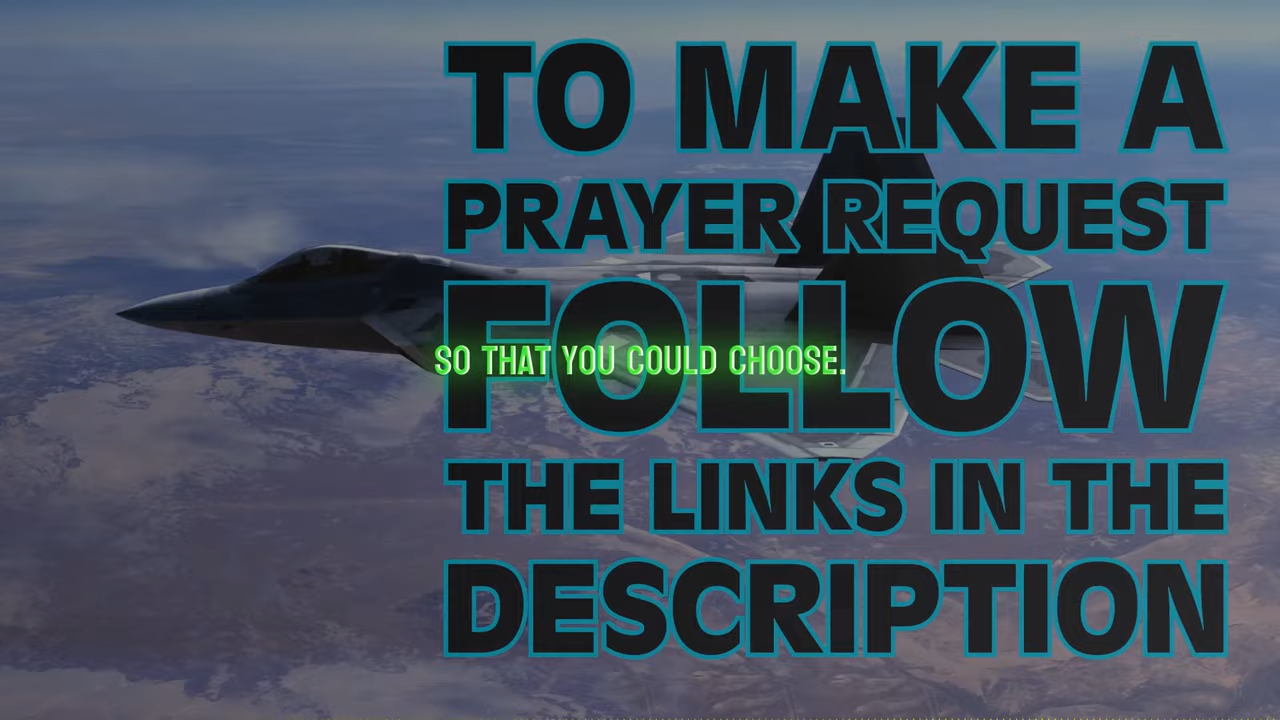 TO MAKE A
PRAYER REQUEST
FOLLOW
SO THAT YOU COULD CHOOSE.
THE LINKS IN THE
DESCRIPTION